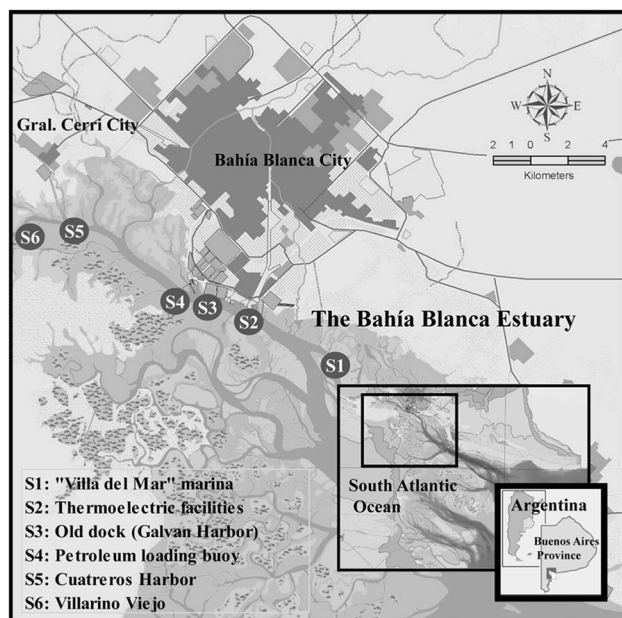 N
W E
S
Gral. Cerri City
Bahía Blanca City
2 1 0 2 4
Kilometers
S6 S5
S4 S3 S2
The Bahía Blanca Estuary
S1
S1: "Villa del Mar" marina
S2: Thermoelectric facilities
S3: Old dock (Galvan Harbor)
S4: Petroleum loading buoy
S5: Cuatreros Harbor
S6: Villarino Viejo
South Atlantic
Ocean
Argentina
Buenos Aires
Province